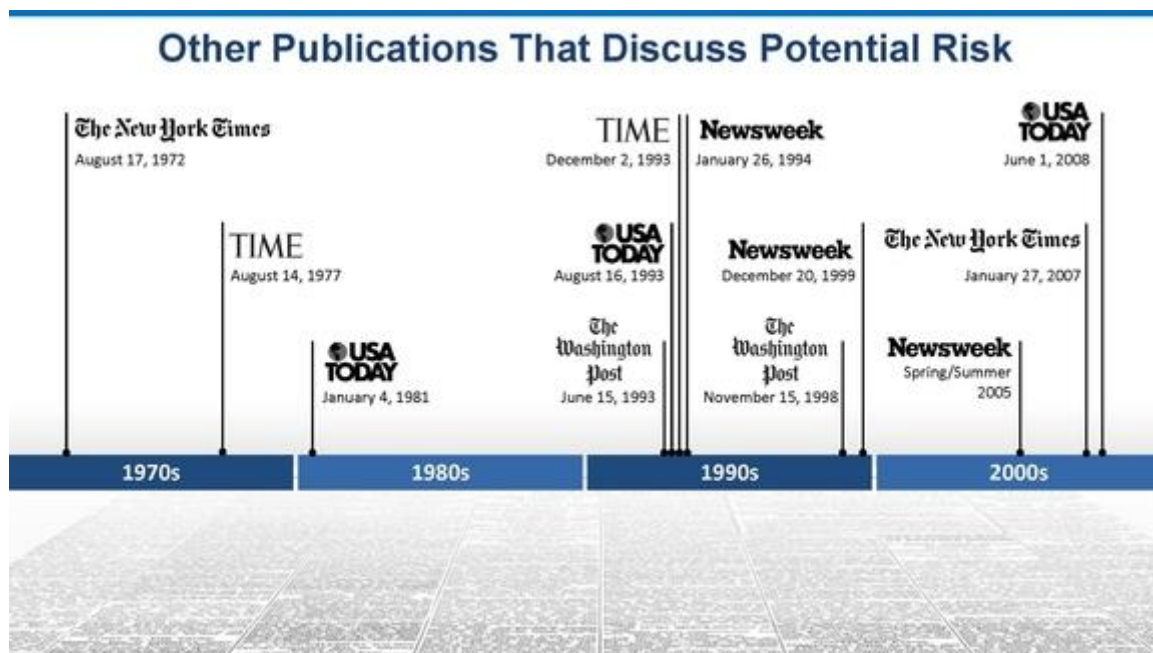 Other Publications That Discuss Potential Risk
The New York Times
August 17, 1972
TIME
December 2, 1993
Newsweek
January 26, 1994
USA
TODAY
June 1, 2008
TIME
August 14, 1977
USA
TODAY
August 16, 1993
Newsweek
December 20, 1999
The New York Times
January 27, 2007
USA
TODAY
January 4, 1981
The
Washington
Post
June 15, 1993
The
Washington
Post
November 15, 1998
Newsweek
Spring/Summer
2005
1970s
1980s
1990s
2000s